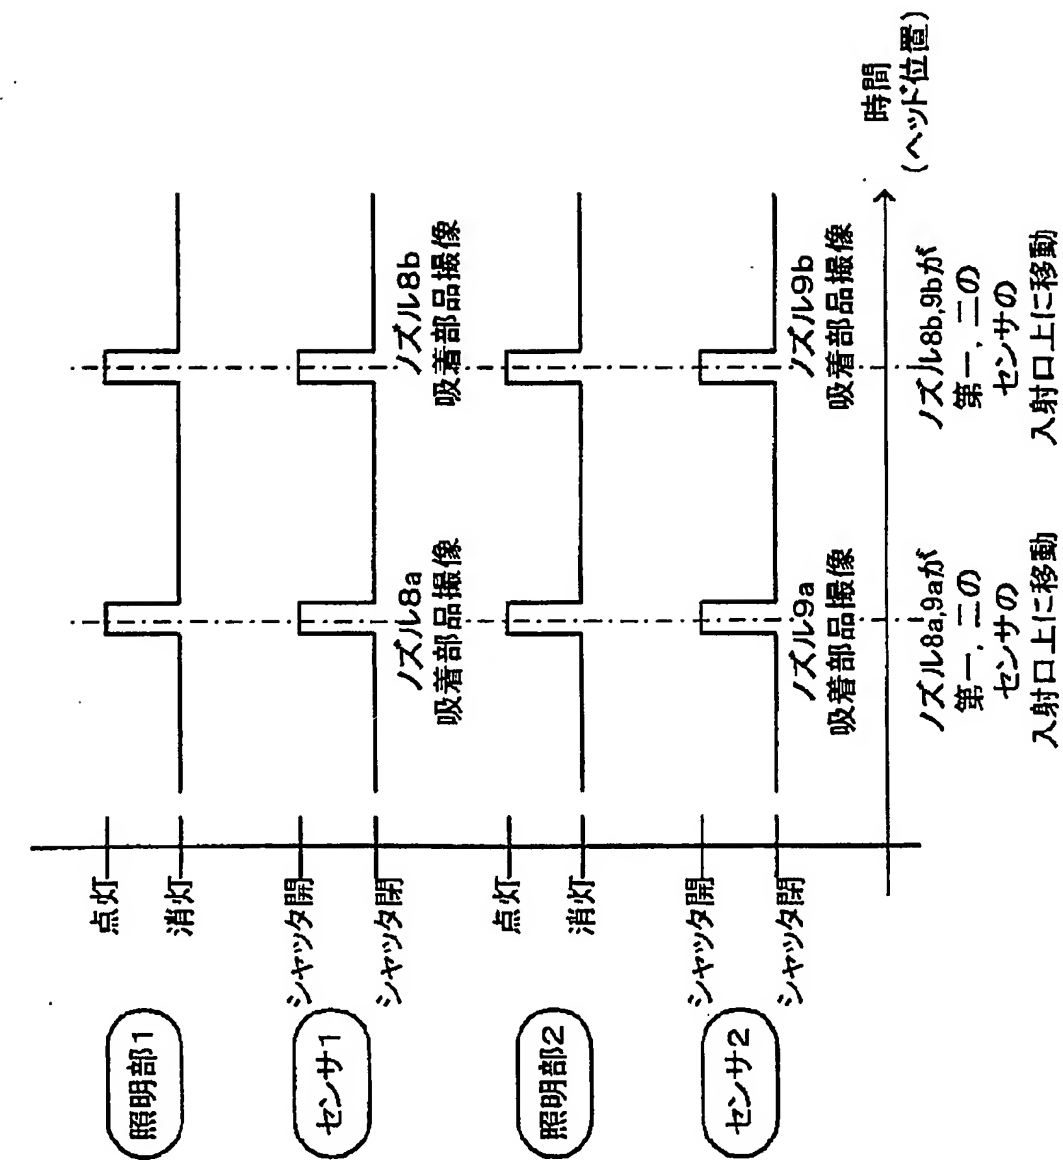 照明部1
点灯
消灯
センサ1
シャッタ開
シャッタ閉
ノズル8a
吸着部品撮像
ノズル8b
吸着部品撮像
照明部2
点灯
消灯
センサ2
シャッタ開
シャッタ閉
ノズル9a
吸着部品撮像
ノズル9b
吸着部品撮像
時間
(ヘッド位置)
ノズル8a,9aが
第一,二の
センサの
入射口上に移動
ノズル8b,9bが
第一,二の
センサの
入射口上に移動